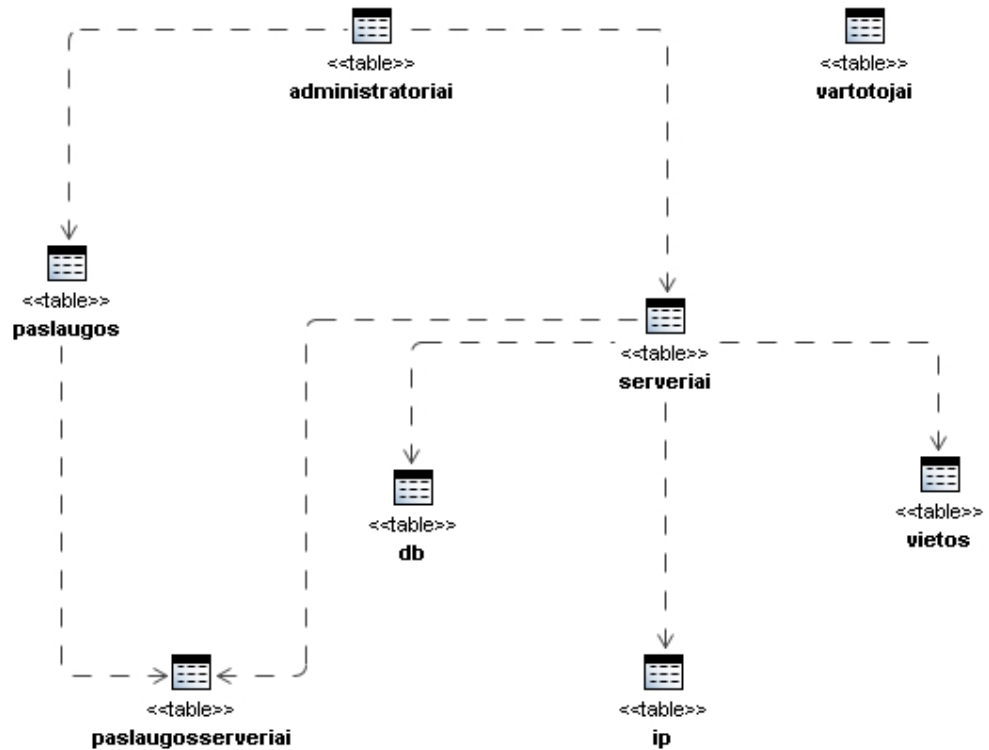 <<table>>
administratoriai
<<table>>
vartotojai
<<table>>
paslaugos
<<table>>
serveriai
<<table>>
db
<<table>>
vietos
<<table>>
paslaugosserveriai
<<table>>
ip